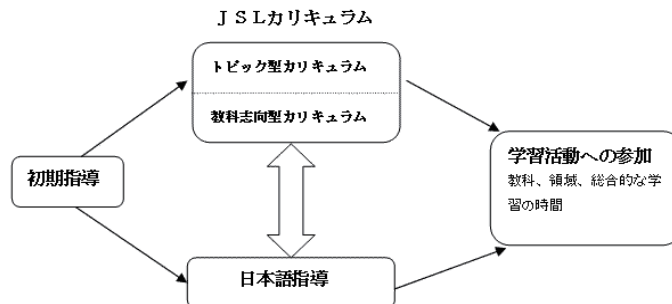 ＪＳＬカリキュラム
トピック型カリキュラム
教科志向型カリキュラム
初期指導
学習活動への参加
教科、領域、総合的な学
習の時間
日本語指導